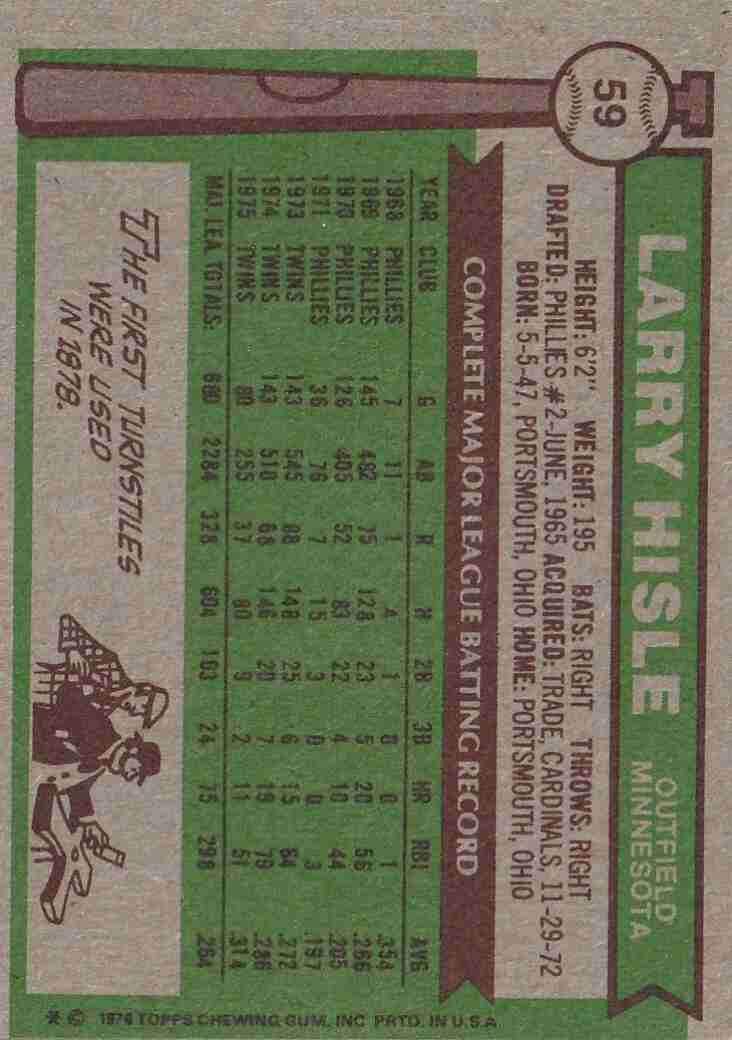 59
LARRY HISLE
OUTFIELD
MINNESOTA
HEIGHT: 6'2" WEIGHT: 195 BATS: RIGHT THROWS: RIGHT
DRAFTED: PHILLIES #2-JUNE, 1965 ACQUIRED: TRADE, CARDINALS, 11-29-72
BORN: 5-5-47, PORTSMOUTH, OHIO HOME: PORTSMOUTH, OHIO
COMPLETE MAJOR LEAGUE BATTING RECORD
YEAR CLUB G AB R H 2B 3B HR RBI AVG
1968 PHILLIES 7 11 1 4 1 0 0 1 .354
1969 PHILLIES 145 482 75 128 23 5 20 56 .266
1970 PHILLIES 126 405 52 83 22 4 10 44 .205
1971 PHILLIES 36 76 7 15 3 0 0 3 .197
1973 TWINS 143 545 88 148 25 6 15 64 .272
1974 TWINS 143 510 68 146 20 7 19 79 .286
1975 TWINS 80 255 37 80 9 2 11 51 .314
MAJ. LEA TOTALS: 680 2284 328 604 103 24 75 298 .264
THE FIRST TURNSTILES
WERE USED
IN 1878.
* © 1976 TOPPS CHEWING GUM, INC PRTD. IN U.S.A.